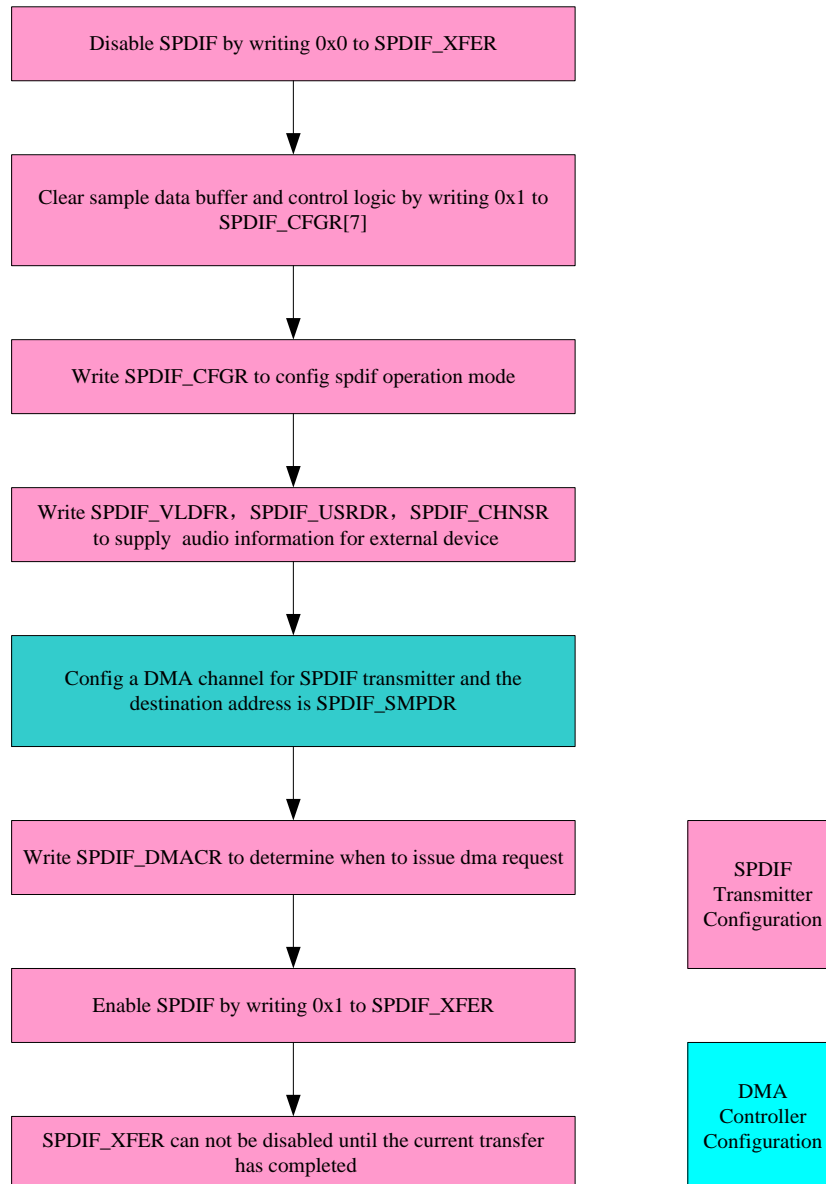 Disable SPDIF by writing 0x0 to SPDIF_XFER
Clear sample data buffer and control logic by writing 0x1 to
SPDIF_CFGR[7]
Write SPDIF_CFGR to config spdif operation mode
Write SPDIF_VLDFR，SPDIF_USRDR，SPDIF_CHNSR
to supply  audio information for external device
Config a DMA channel for SPDIF transmitter and the
destination address is SPDIF_SMPDR
Write SPDIF_DMACR to determine when to issue dma request
Enable SPDIF by writing 0x1 to SPDIF_XFER
SPDIF_XFER can not be disabled until the current transfer
has completed
SPDIF
Transmitter
Configuration
DMA
Controller
Configuration